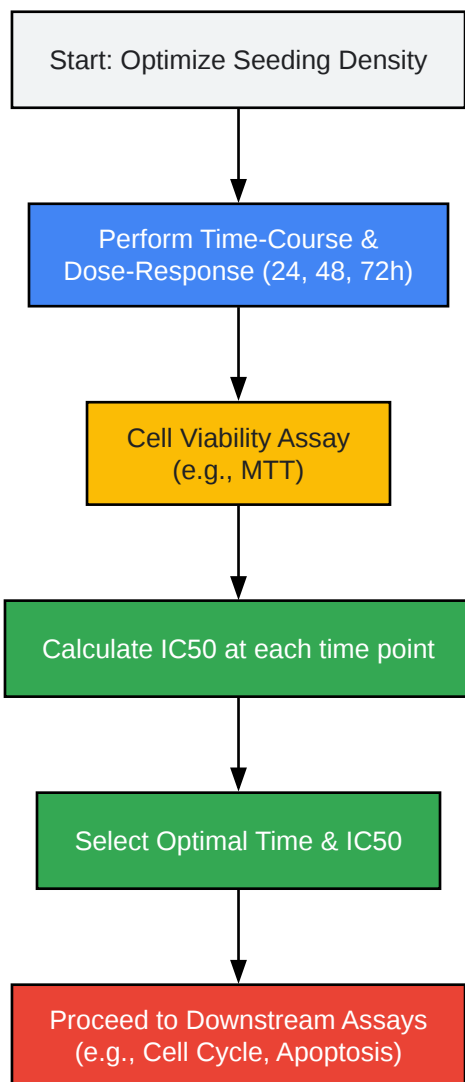 Start: Optimize Seeding Density
Perform Time-Course &
Dose-Response (24, 48, 72h)
Cell Viability Assay
(e.g., MTT)
Calculate IC50 at each time point
Select Optimal Time & IC50
Proceed to Downstream Assays
(e.g., Cell Cycle, Apoptosis)